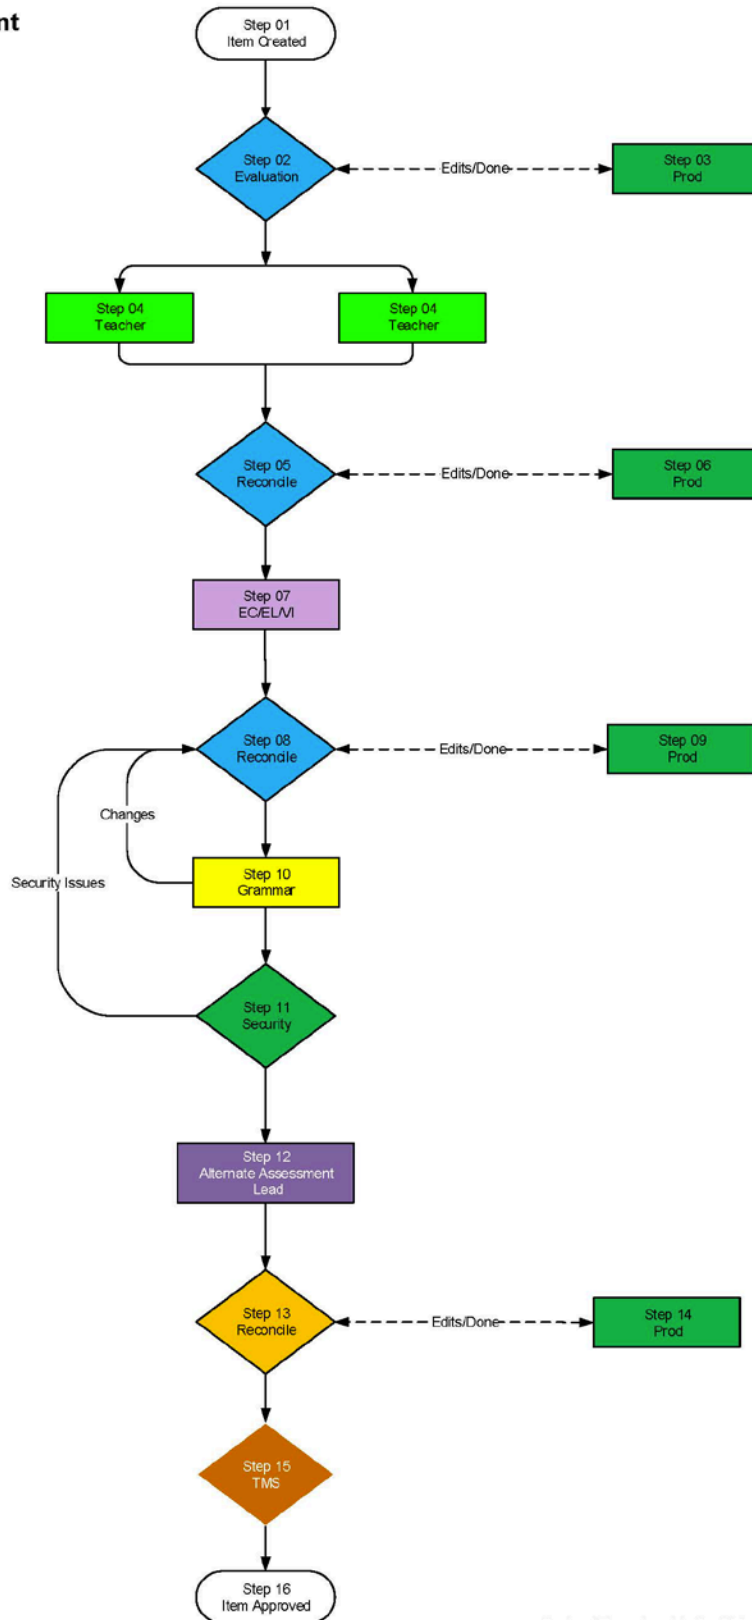 nt
Step 01
Item Created
Step 02
Evaluation
Edits/Done
Step 03
Prod
Step 04
Teacher
Step 04
Teacher
Step 05
Reconcile
Edits/Done
Step 06
Prod
Step 07
EC/EL/VI
Step 08
Reconcile
Edits/Done
Step 09
Prod
Changes
Step 10
Grammar
Security Issues
Step 11
Security
Step 12
Alternate Assessment
Lead
Step 13
Reconcile
Edits/Done
Step 14
Prod
Step 15
TMS
Step 16
Item Approved